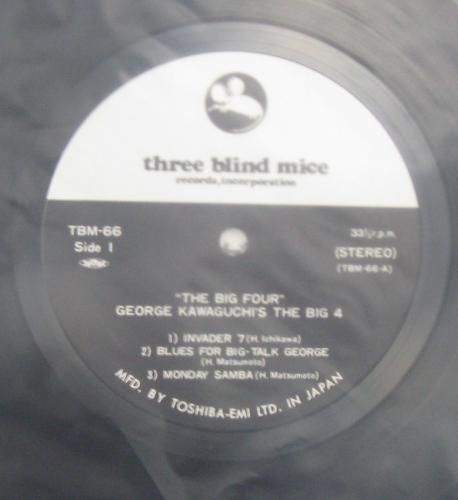 three blind mice
records, incorporation
TBM-66
Side 1
33⅓ r.p.m.
(STEREO)
(TBM-66-A)
"THE BIG FOUR"
GEORGE KAWAGUCHI'S THE BIG 4
1) INVADER 7 (H. Ichikawa)
2) BLUES FOR BIG-TALK GEORGE
(H. Matsumoto)
3) MONDAY SAMBA (H. Matsumoto)
MFD. BY TOSHIBA-EMI LTD. IN JAPAN